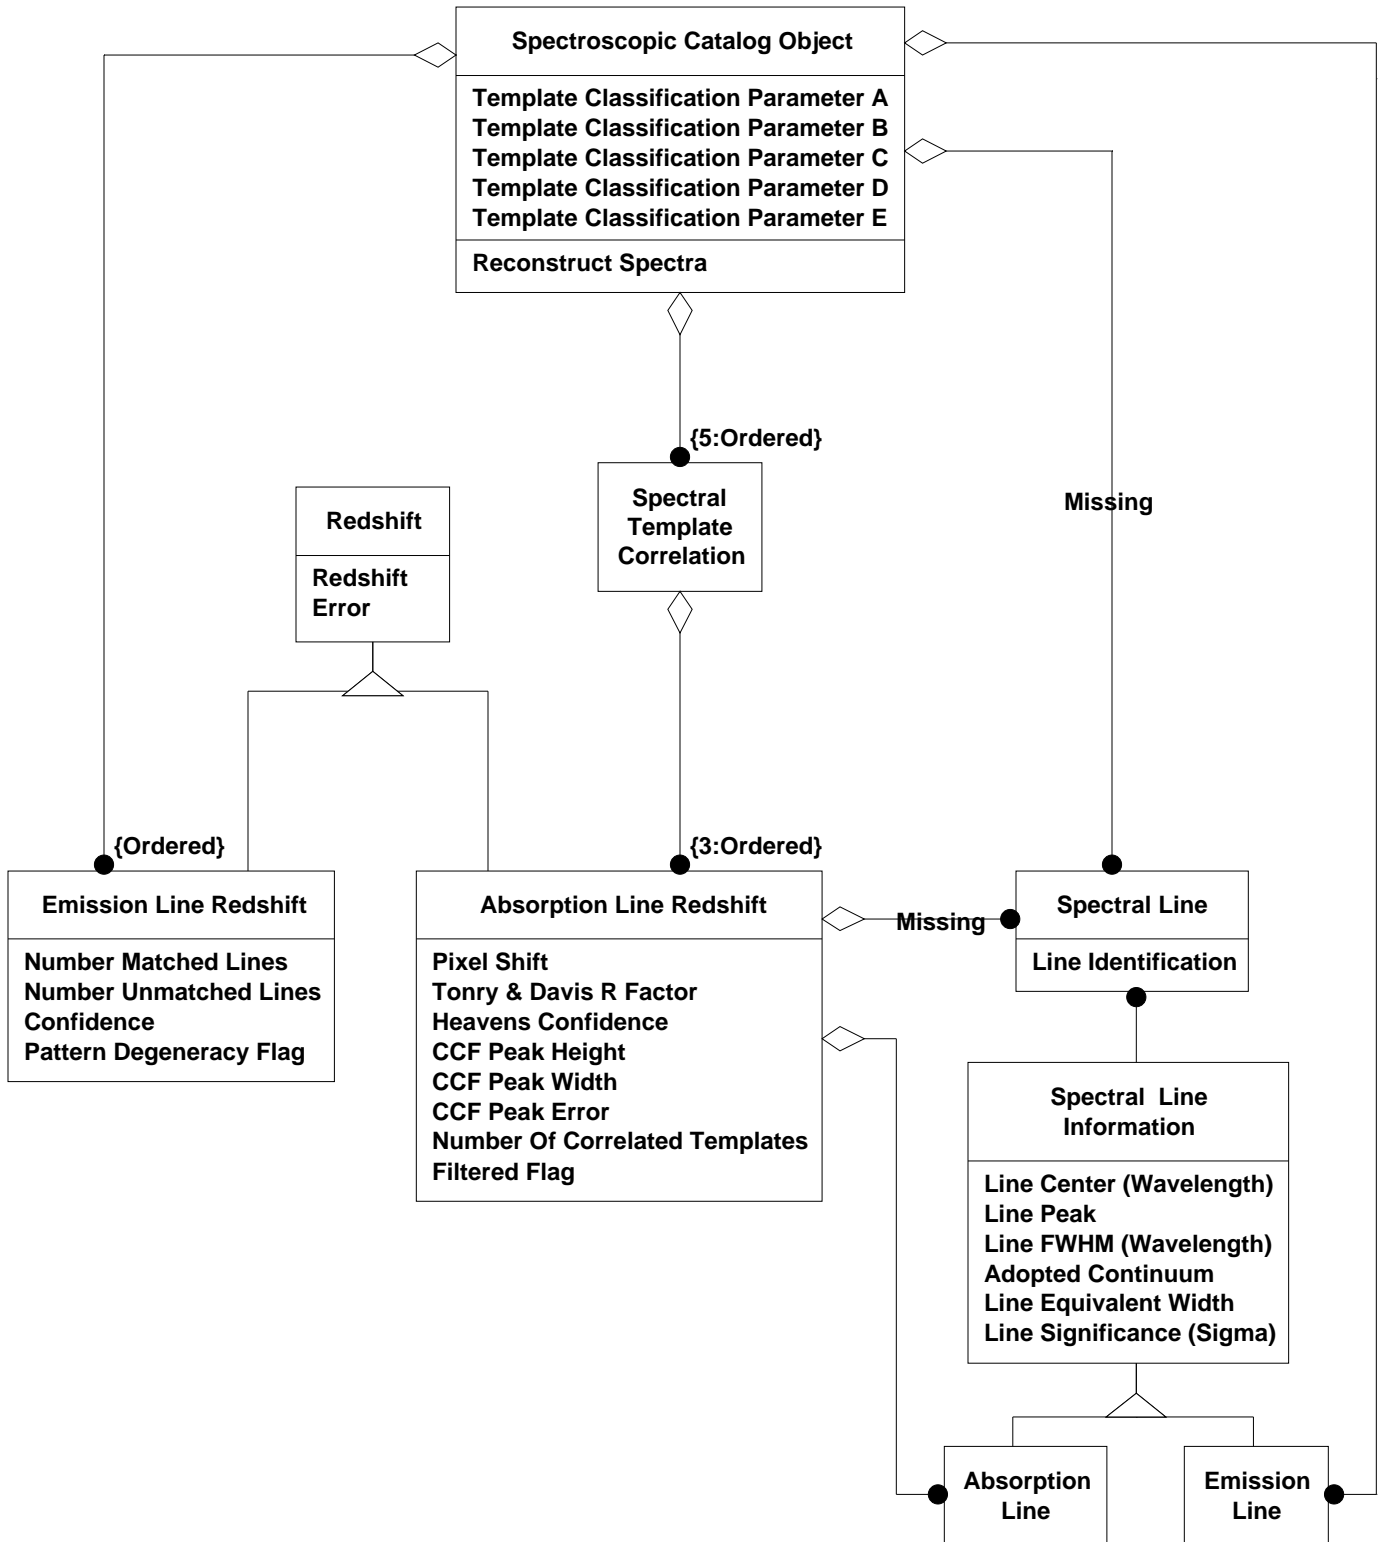 Spectroscopic Catalog Object
Template Classification Parameter A
Template Classification Parameter B
Template Classification Parameter C
Template Classification Parameter D
Template Classification Parameter E
Reconstruct Spectra
{5:Ordered}
Spectral
Template
Correlation
Missing
Redshift
Redshift
Error
{Ordered}
{3:Ordered}
Emission Line Redshift
Number Matched Lines
Number Unmatched Lines
Confidence
Pattern Degeneracy Flag
Absorption Line Redshift
Pixel Shift
Tonry & Davis R Factor
Heavens Confidence
CCF Peak Height
CCF Peak Width
CCF Peak Error
Number Of Correlated Templates
Filtered Flag
Missing
Spectral Line
Line Identification
Spectral Line
Information
Line Center (Wavelength)
Line Peak
Line FWHM (Wavelength)
Adopted Continuum
Line Equivalent Width
Line Significance (Sigma)
Absorption
Line
Emission
Line